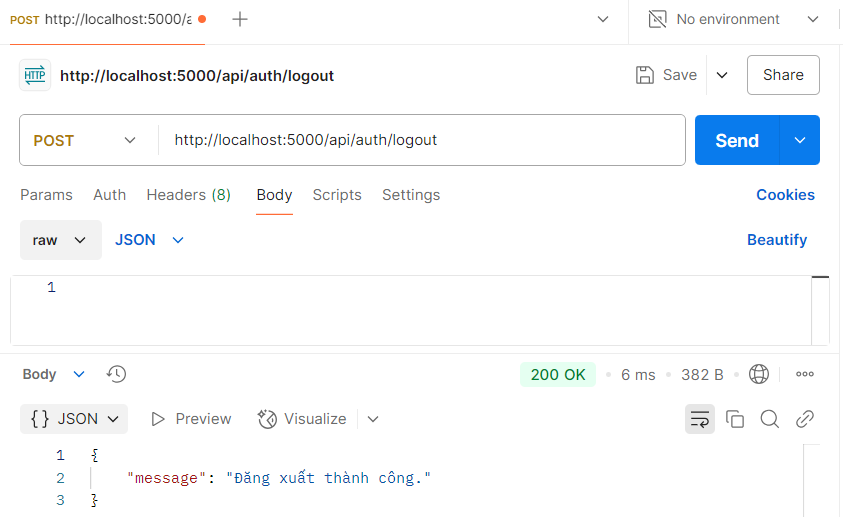 POST http://localhost:5000/a
No environment
HTTP http://localhost:5000/api/auth/logout
Save
Share
POST http://localhost:5000/api/auth/logout
Send
Params Auth Headers (8) Body Scripts Settings Cookies
raw JSON Beautify
1
Body 200 OK 6 ms 382 B
{} JSON Preview Visualize
1 {
2 "message": "Đăng xuất thành công."
3 }